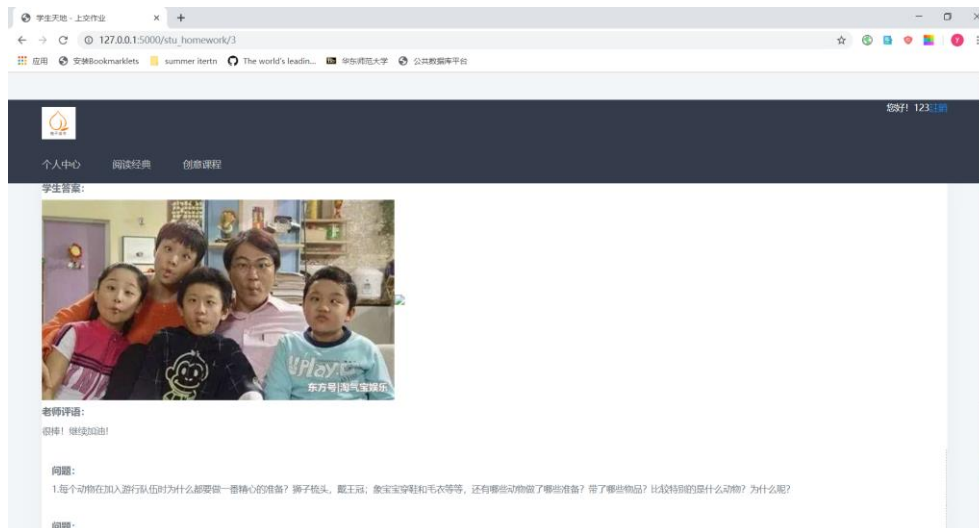 学生天地 - 上交作业
127.0.0.1:5000/stu_homework/3
应用 安装Bookmarklets summer itertn The world's leadin... 华东师范大学 公共数据库平台
您好！123注销
个人中心 阅读经典 创意课程
学生答案：
UPlay
东方号|淘气宝娱乐
老师评语：
很棒！继续加油！
问题：
1.每个动物在加入游行队伍时为什么都要做一番精心的准备？狮子梳头，戴王冠；象宝宝穿鞋和毛衣等等，还有哪些动物做了哪些准备？带了哪些物品？比较特别的是什么动物？为什么呢？
问题：